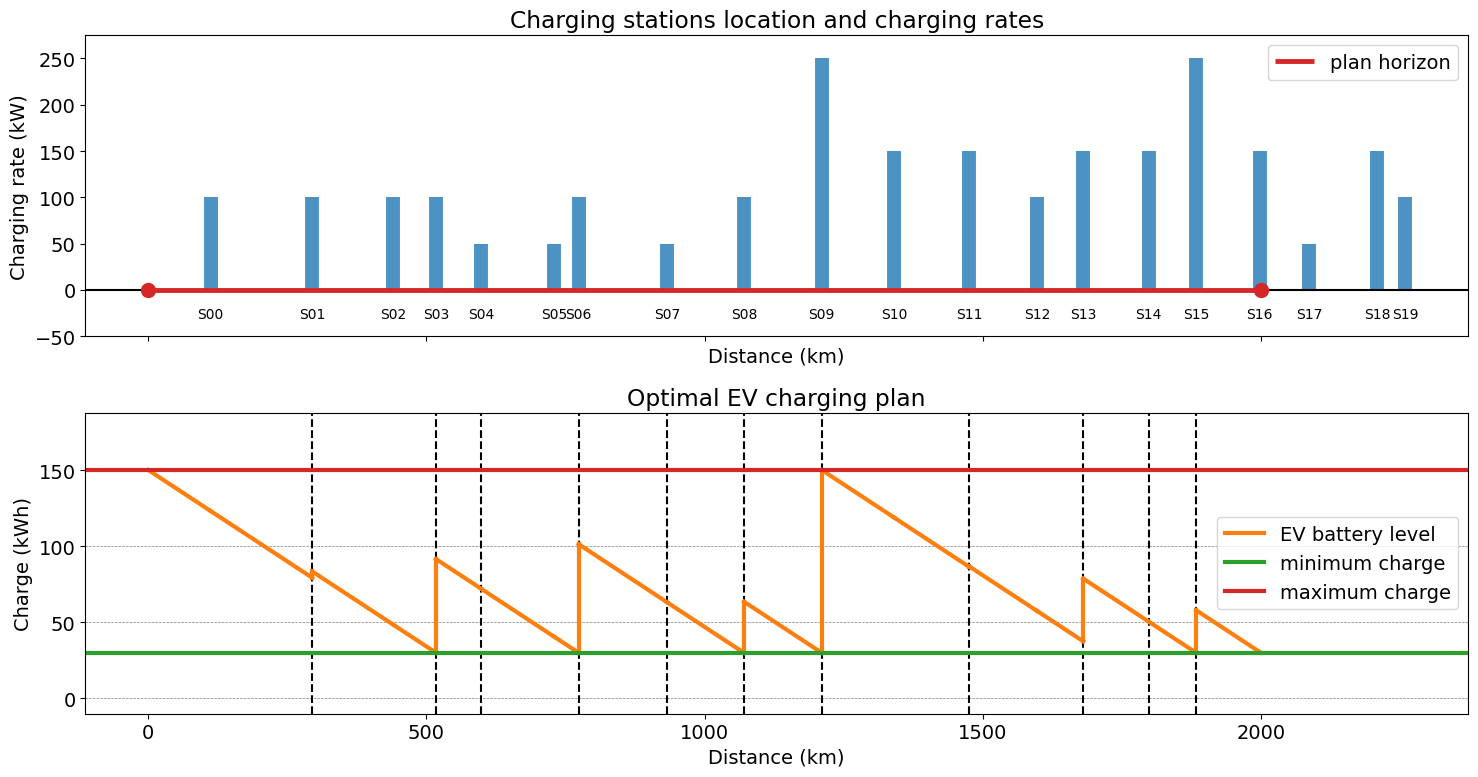 Charging stations location and charging rates
Charging rate (kW)
250
200
150
100
50
0
−50
plan horizon
S00 S01 S02 S03 S04 S05 S06 S07 S08 S09 S10 S11 S12 S13 S14 S15 S16 S17 S18 S19
Distance (km)
Optimal EV charging plan
Charge (kWh)
150
100
50
0
EV battery level
minimum charge
maximum charge
0 500 1000 1500 2000
Distance (km)